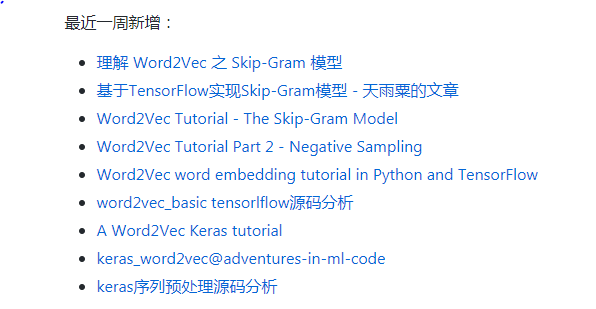 最近一周新增：
理解 Word2Vec 之 Skip-Gram 模型
基于TensorFlow实现Skip-Gram模型 - 天雨粟的文章
Word2Vec Tutorial - The Skip-Gram Model
Word2Vec Tutorial Part 2 - Negative Sampling
Word2Vec word embedding tutorial in Python and TensorFlow
word2vec_basic tensorlflow源码分析
A Word2Vec Keras tutorial
keras_word2vec@adventures-in-ml-code
keras序列预处理源码分析